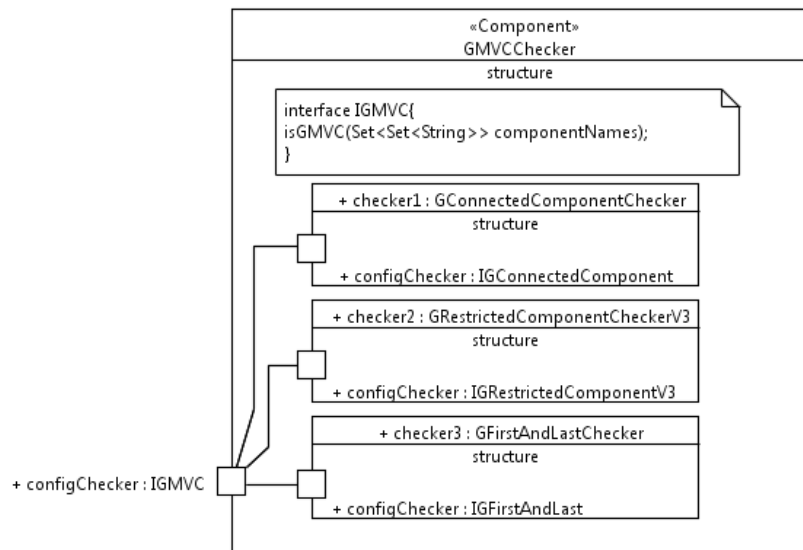 «Component»
GMVCChecker
structure
interface IGMVC{
isGMVC(Set<Set<String>> componentNames);
}
+ checker1 : GConnectedComponentChecker
structure
+ configChecker : IGConnectedComponent
+ checker2 : GRestrictedComponentCheckerV3
structure
+ configChecker : IGRestrictedComponentV3
+ checker3 : GFirstAndLastChecker
structure
+ configChecker : IGMVC
+ configChecker : IGFirstAndLast